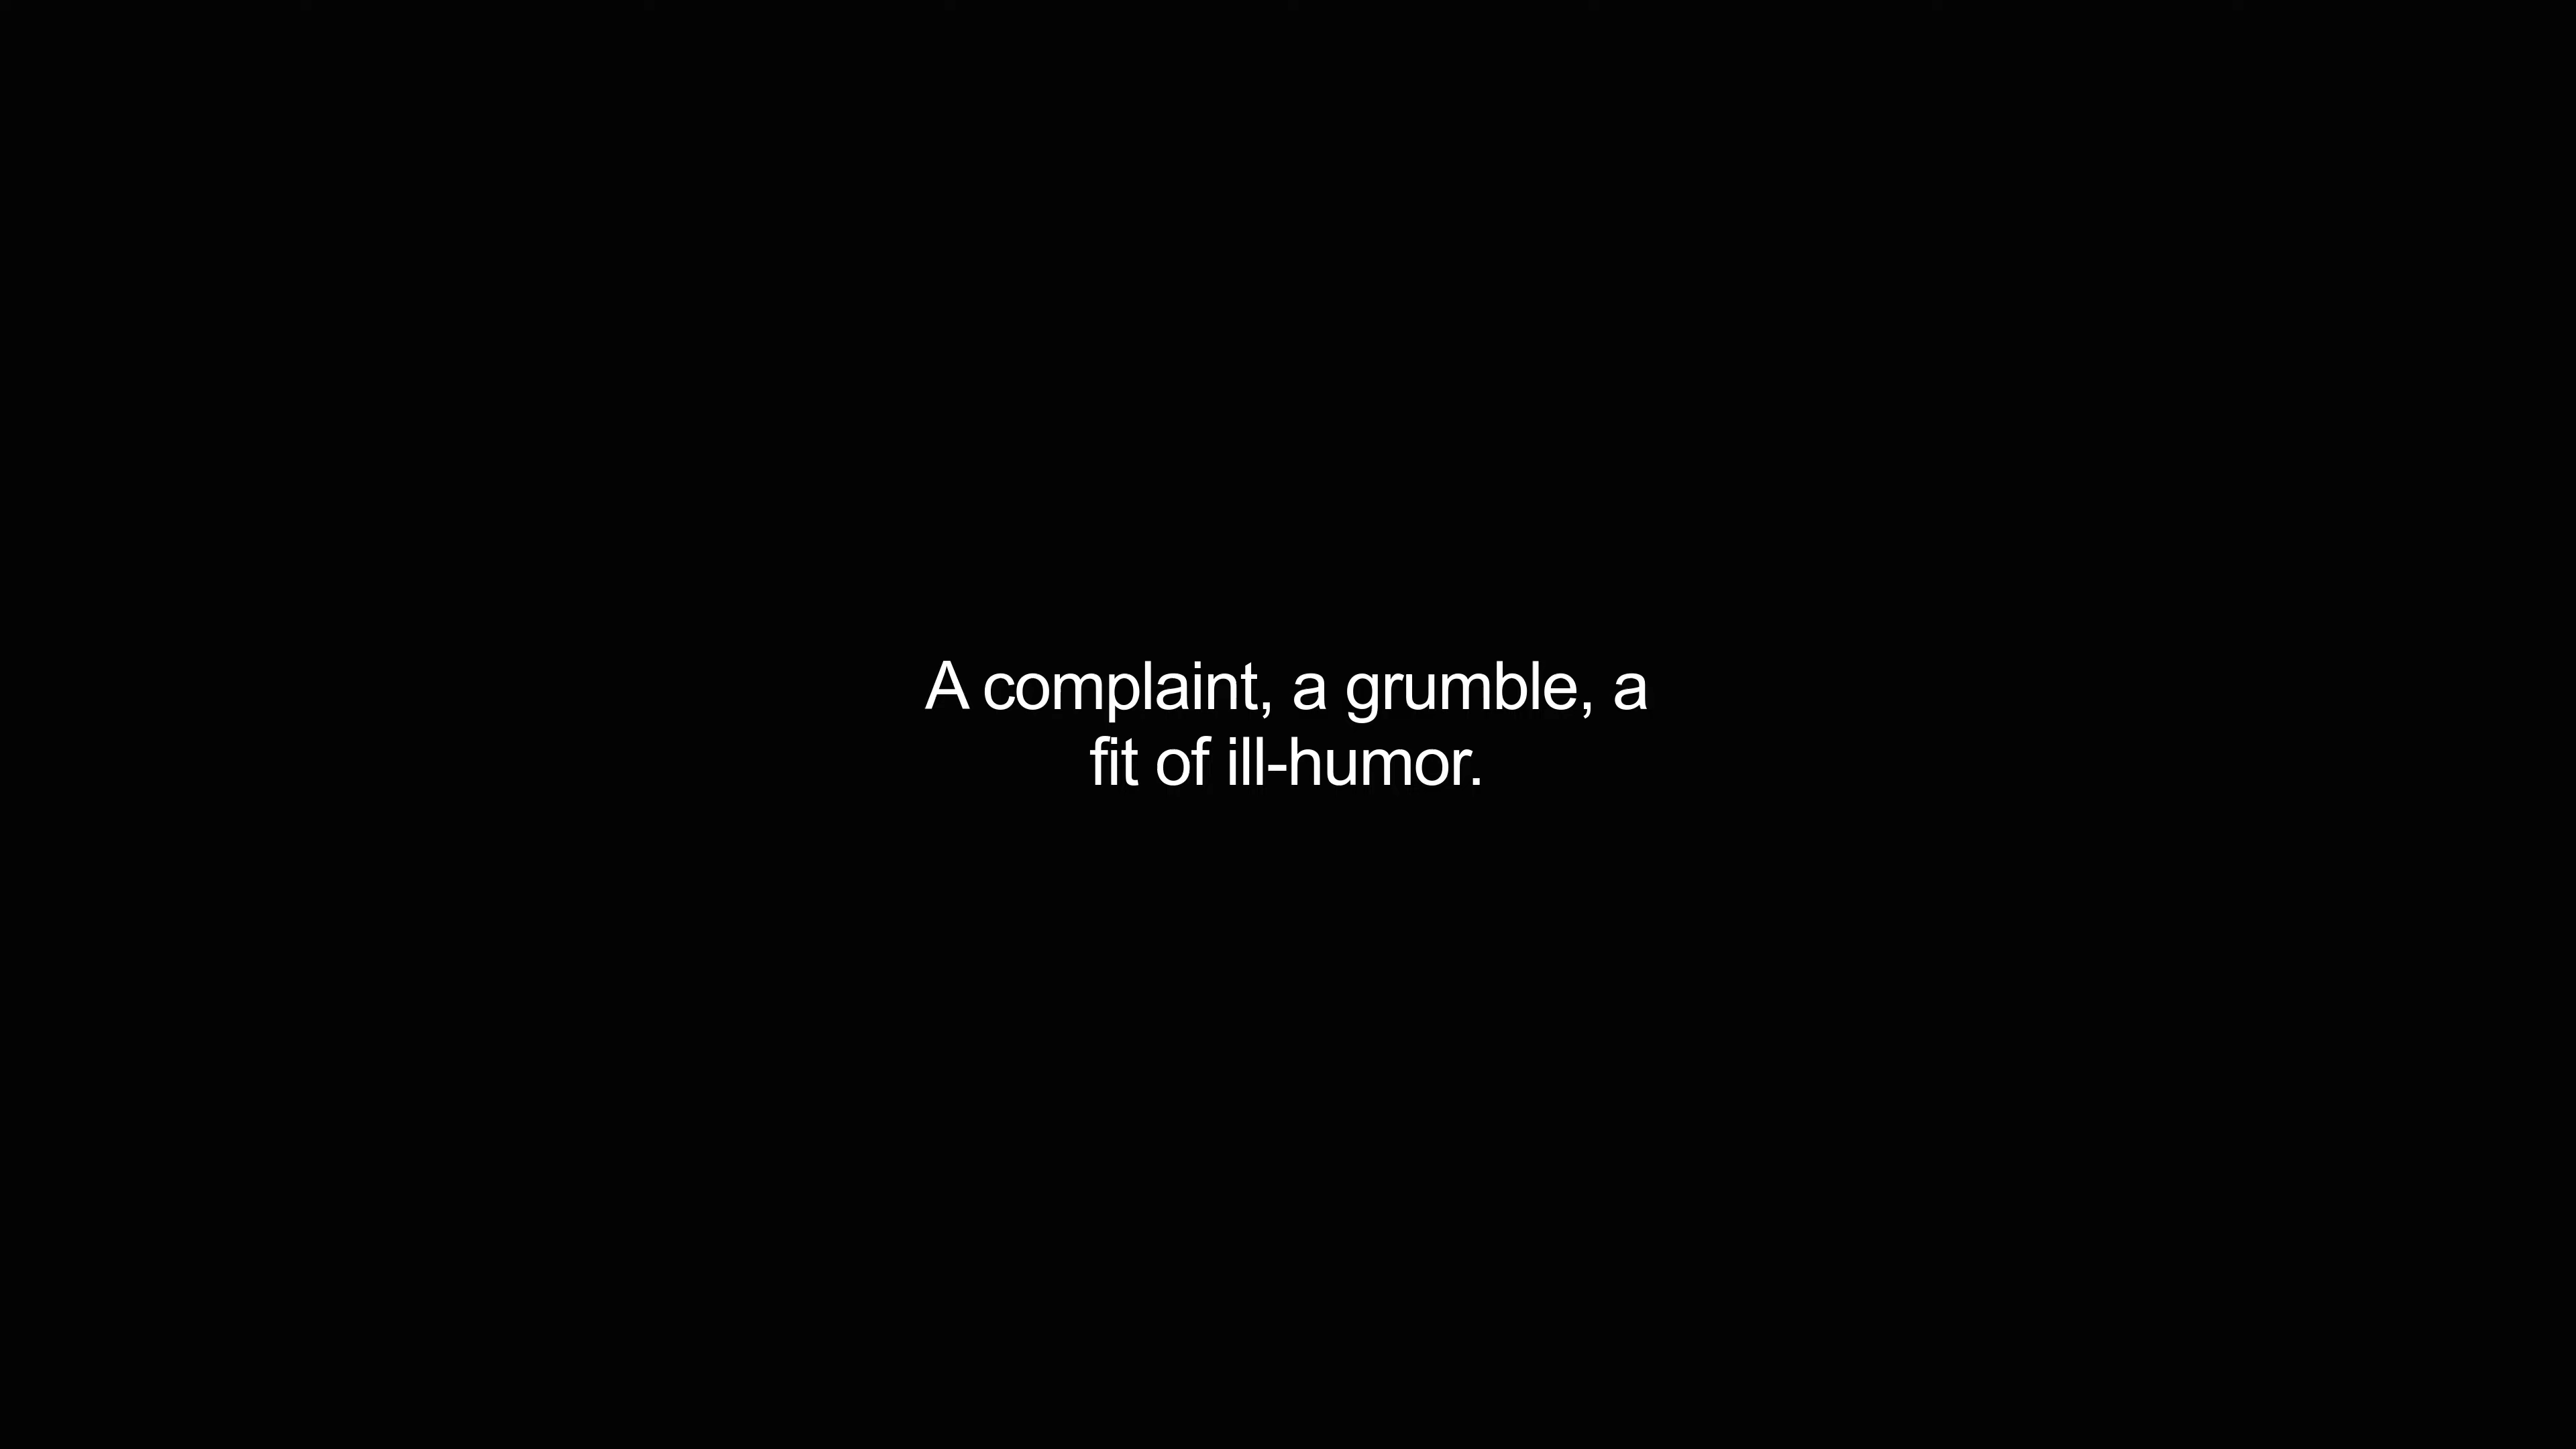 A complaint, a grumble, a
fit of ill-humor.